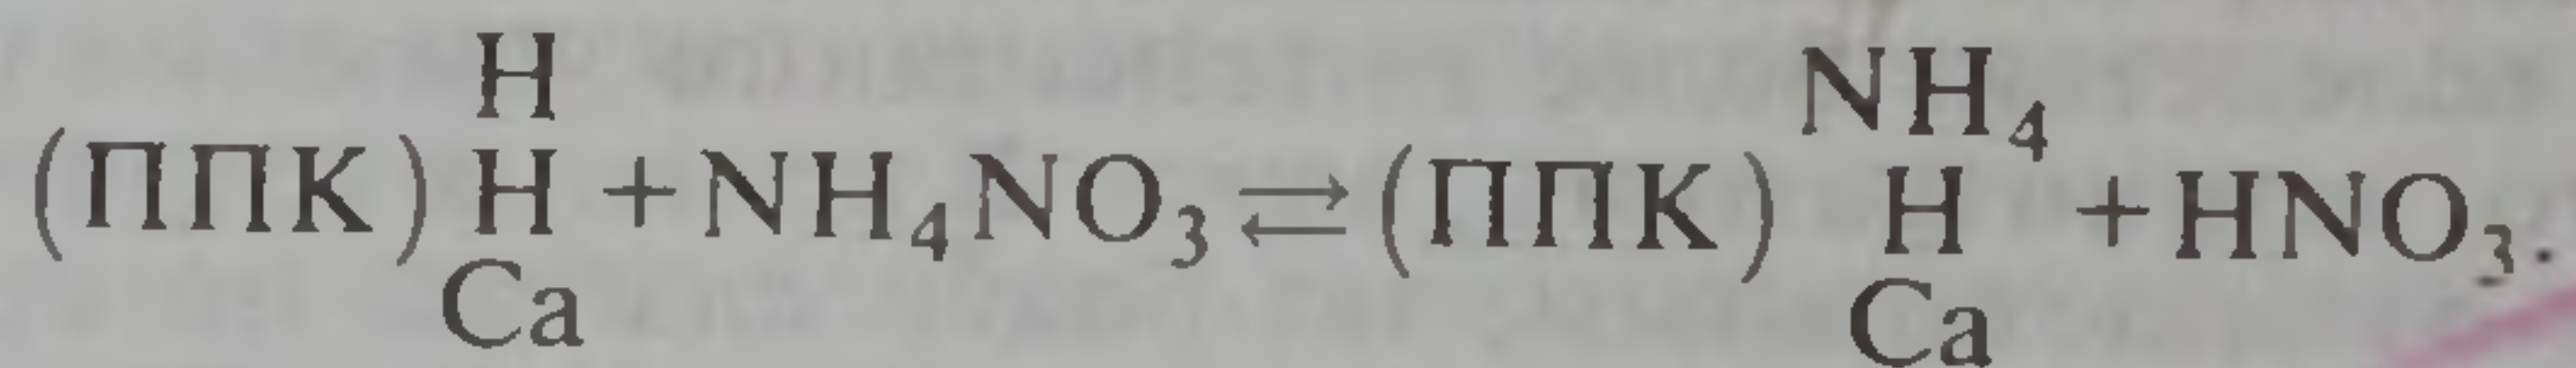 H NH₄
(ППК) H + NH₄NO₃ ⇄ (ППК) H + HNO₃.
Ca Ca